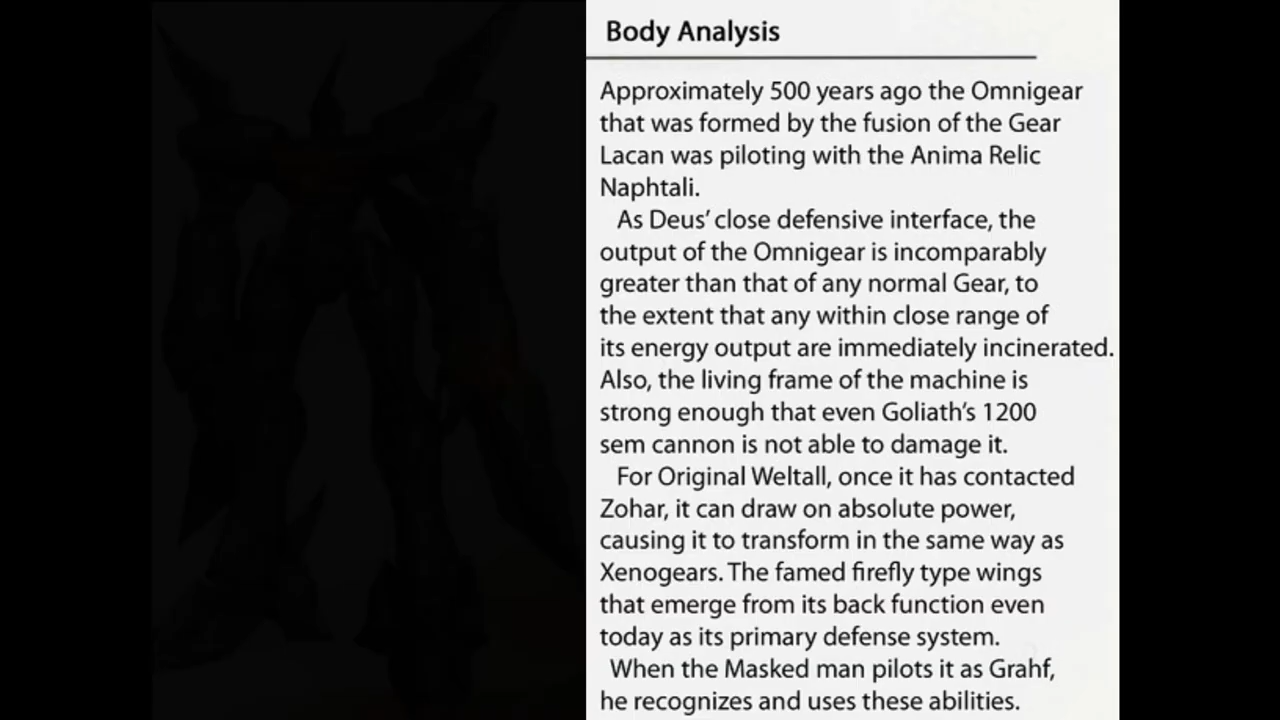 Body Analysis
Approximately 500 years ago the Omnigear
that was formed by the fusion of the Gear
Lacan was piloting with the Anima Relic
Naphtali.
As Deus’ close defensive interface, the
output of the Omnigear is incomparably
greater than that of any normal Gear, to
the extent that any within close range of
its energy output are immediately incinerated.
Also, the living frame of the machine is
strong enough that even Goliath’s 1200
sem cannon is not able to damage it.
For Original Weltall, once it has contacted
Zohar, it can draw on absolute power,
causing it to transform in the same way as
Xenogears. The famed firefly type wings
that emerge from its back function even
today as its primary defense system.
When the Masked man pilots it as Grahf,
he recognizes and uses these abilities.